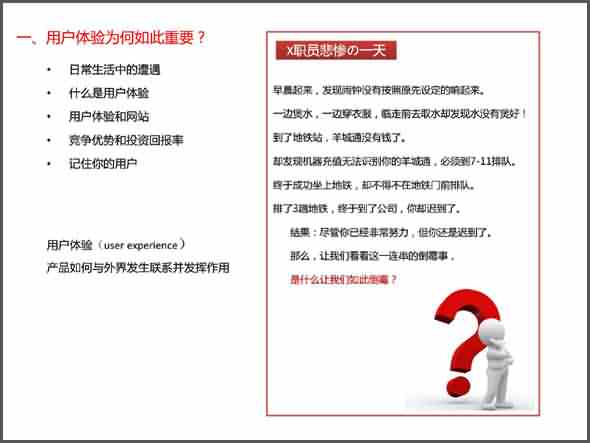 一、用户体验为何如此重要？
• 日常生活中的遭遇
• 什么是用户体验
• 用户体验和网站
• 竞争优势和投资回报率
• 记住你的用户
用户体验（user experience）
产品如何与外界发生联系并发挥作用
X职员悲惨の一天
早晨起来，发现闹钟没有按照原先设定的响起来。
一边煲水，一边穿衣服，临走前去取水却发现水没有煲好！
到了地铁站，羊城通没有钱了。
却发现机器充值无法识别你的羊城通，必须到7-11排队。
终于成功坐上地铁，却不得不在地铁门前排队。
排了3趟地铁，终于到了公司，你却迟到了。
结果：尽管你已经非常努力，但你还是迟到了。
那么，让我们看看这一连串的倒霉事，
是什么让我们如此倒霉？